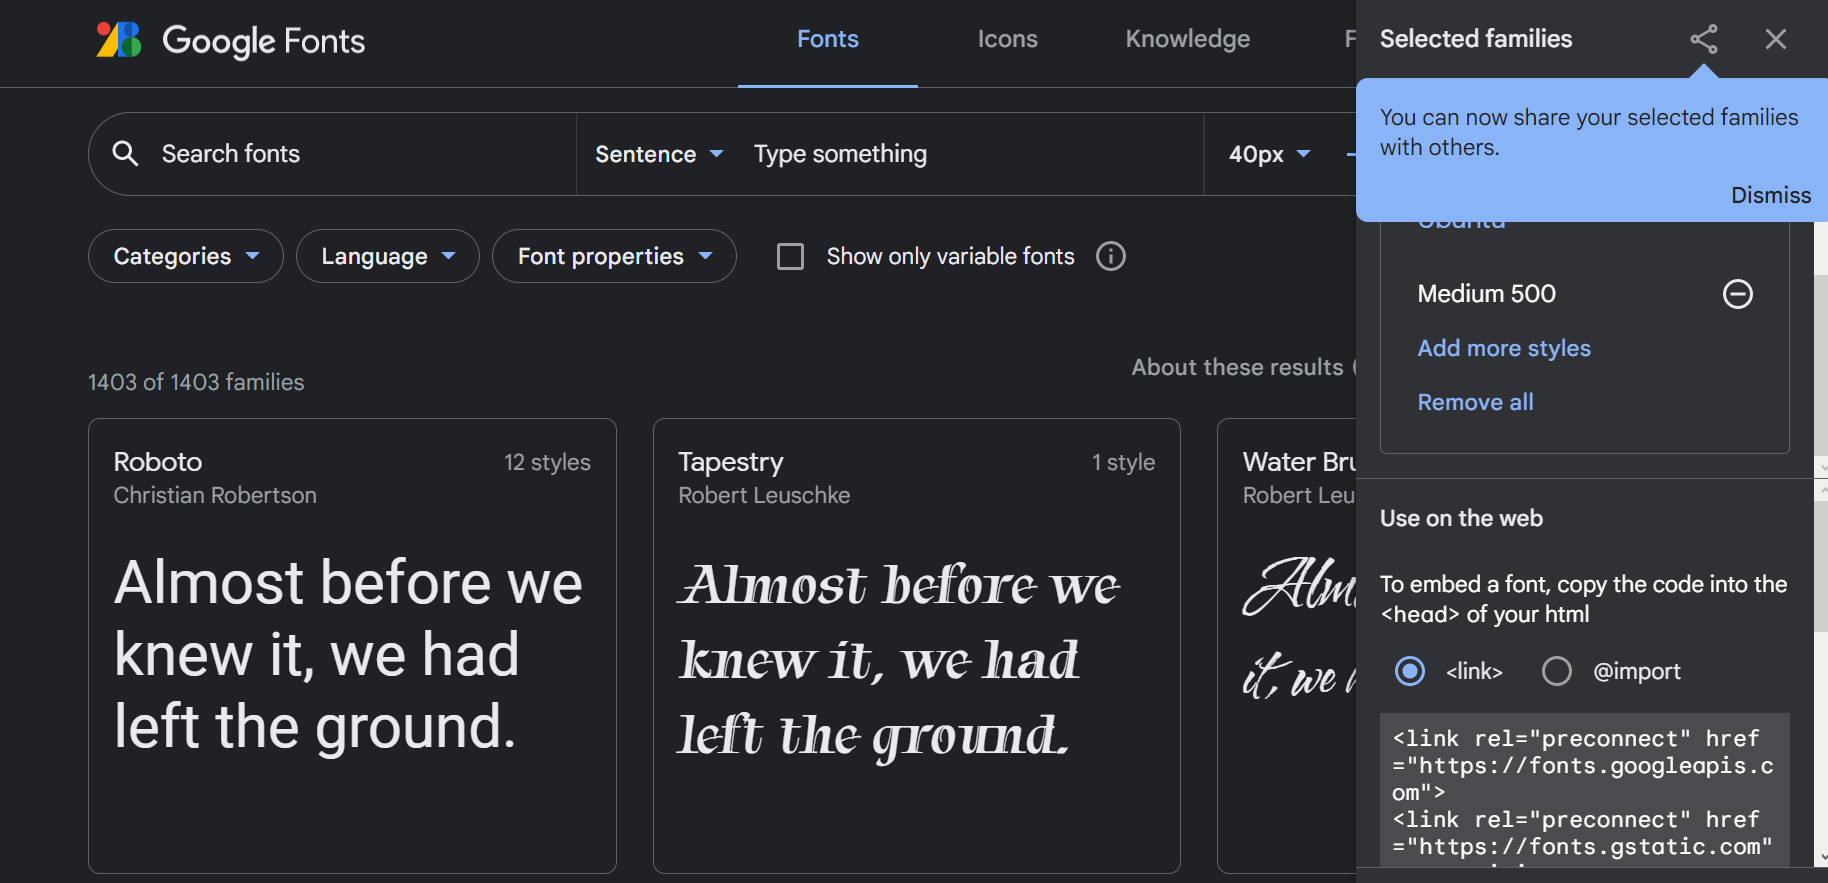 Google Fonts
Fonts
Icons
Knowledge
F
Search fonts
Sentence
Type something
40px
Categories
Language
Font properties
Show only variable fonts
1403 of 1403 families
About these results
Roboto
12 styles
Christian Robertson
Almost before we
knew it, we had
left the ground.
Tapestry
1 style
Robert Leuschke
Almost before we
knew it, we had
left the ground.
Water Bru
Robert Leu
Alm
it, we
Selected families
You can now share your selected families
with others.
Dismiss
Ubuntu
Medium 500
Add more styles
Remove all
Use on the web
To embed a font, copy the code into the
<head> of your html
<link>
@import
<link rel="preconnect" href
="https://fonts.googleapis.c
om">
<link rel="preconnect" href
="https://fonts.gstatic.com"